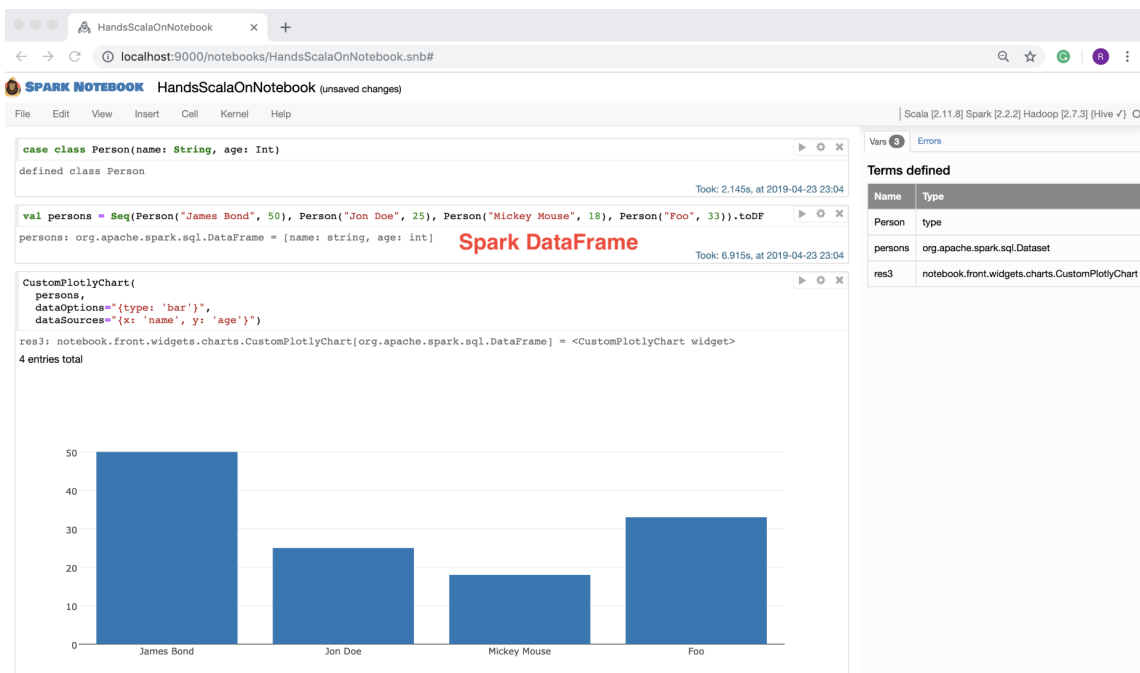 HandsScalaOnNotebook × +
localhost:9000/notebooks/HandsScalaOnNotebook.snb#
G R
SPARK NOTEBOOK HandsScalaOnNotebook (unsaved changes)
File Edit View Insert Cell Kernel Help
Scala [2.11.8] Spark [2.2.2] Hadoop [2.7.3] {Hive ✓}
case class Person(name: String, age: Int)
defined class Person
Took: 2.145s, at 2019-04-23 23:04
val persons = Seq(Person("James Bond", 50), Person("Jon Doe", 25), Person("Mickey Mouse", 18), Person("Foo", 33)).toDF
persons: org.apache.spark.sql.DataFrame = [name: string, age: int]
Spark DataFrame
Took: 6.915s, at 2019-04-23 23:04
CustomPlotlyChart(
persons,
dataOptions="{type: 'bar'}",
dataSources="{x: 'name', y: 'age'}")
res3: notebook.front.widgets.charts.CustomPlotlyChart[org.apache.spark.sql.DataFrame] = <CustomPlotlyChart widget>
4 entries total
50
40
30
20
10
0
James Bond Jon Doe Mickey Mouse Foo
Vars 3 Errors
Terms defined
Name Type
Person type
persons org.apache.spark.sql.Dataset
res3 notebook.front.widgets.charts.CustomPlotlyChart